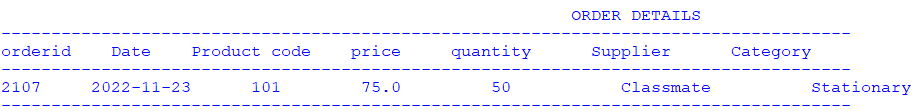 ORDER DETAILS
-------------------------------------------------------------------------------------
orderid    Date    Product code    price     quantity      Supplier      Category
-------------------------------------------------------------------------------------
2107     2022-11-23      101        75.0         50           Classmate          Stationary
-------------------------------------------------------------------------------------